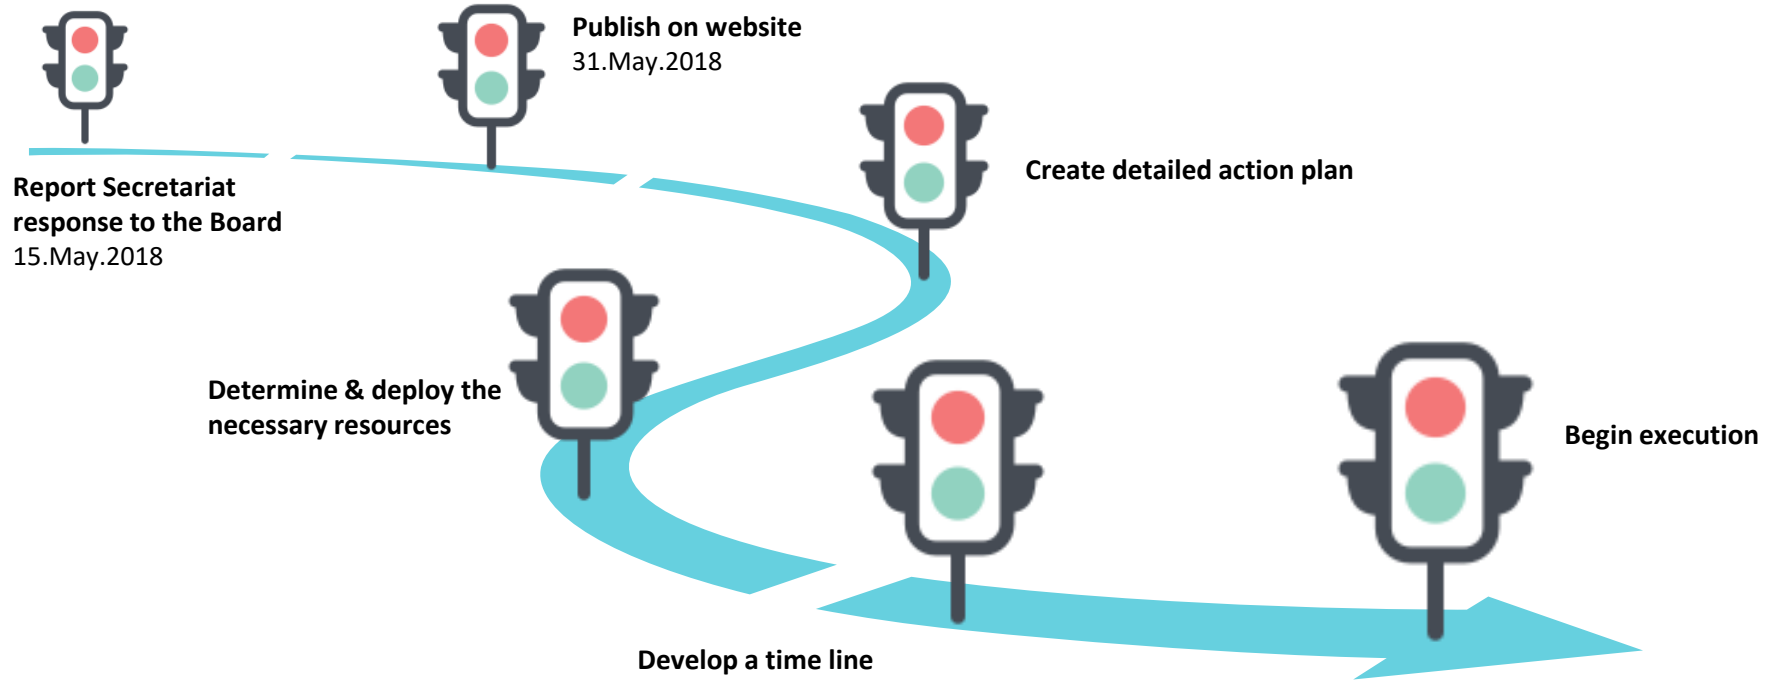 Publish on website
31.May.2018
Report Secretariat
response to the Board
15.May.2018
Create detailed action plan
Determine & deploy the
necessary resources
Begin execution
Develop a time line